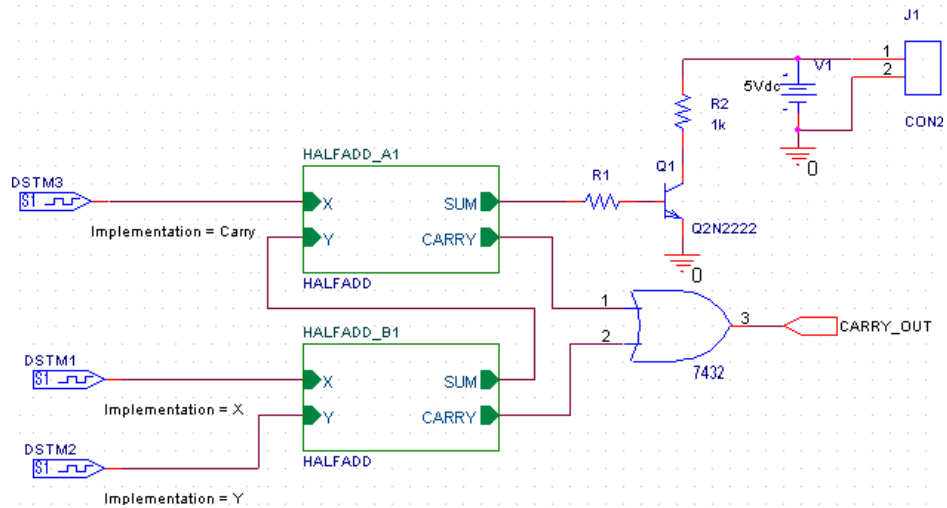 J1
1
2
V1
5Vdc
R2
1k
CON2
0
HALFADD_A1
DSTM3
S1
X
SUM
R1
Q1
Implementation = Carry
Y
CARRY
Q2N2222
HALFADD
0
1
2
3
CARRY_OUT
7432
HALFADD_B1
DSTM1
S1
X
SUM
Implementation = X
Y
CARRY
DSTM2
S1
HALFADD
Implementation = Y